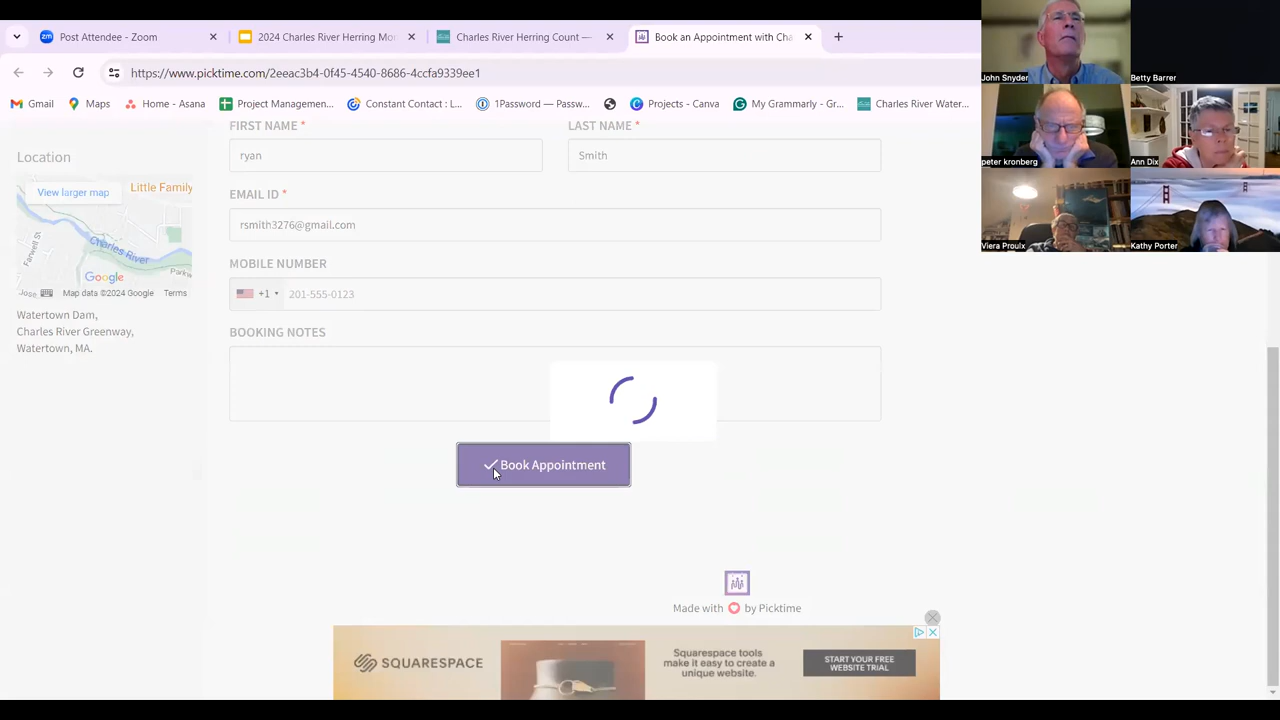 Post Attendee - Zoom
2024 Charles River Herring Mo
Charles River Herring Count —
Book an Appointment with Cha
https://www.picktime.com/2eeac3b4-0f45-4540-8686-4ccfa9339ee1
Gmail
Maps
Home - Asana
Project Managemen...
Constant Contact : L...
1Password — Passw...
Projects - Canva
My Grammarly - Gr...
Charles River Water...
John Snyder
Betty Barrer
peter kronberg
Ann Dix
Viera Proulx
Kathy Porter
Location
View larger map
Little Family
Farwell St
Charles River
Google
Map data ©2024 Google
Terms
Watertown Dam,
Charles River Greenway,
Watertown, MA.
FIRST NAME *
LAST NAME *
ryan
Smith
EMAIL ID *
rsmith3276@gmail.com
MOBILE NUMBER
+1
201-555-0123
BOOKING NOTES
Book Appointment
Made with by Picktime
SQUARESPACE
Squarespace tools
make it easy to create a
unique website.
START YOUR FREE
WEBSITE TRIAL